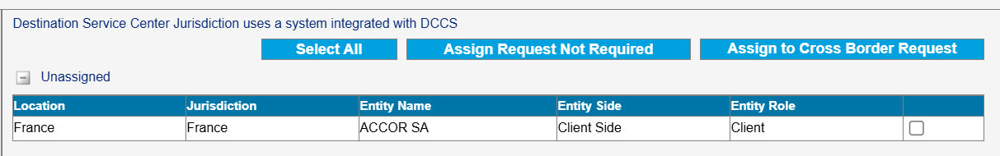 Destination Service Center Jurisdiction uses a system integrated with DCCS
Select All Assign Request Not Required Assign to Cross Border Request
Unassigned
Location Jurisdiction Entity Name Entity Side Entity Role
France France ACCOR SA Client Side Client